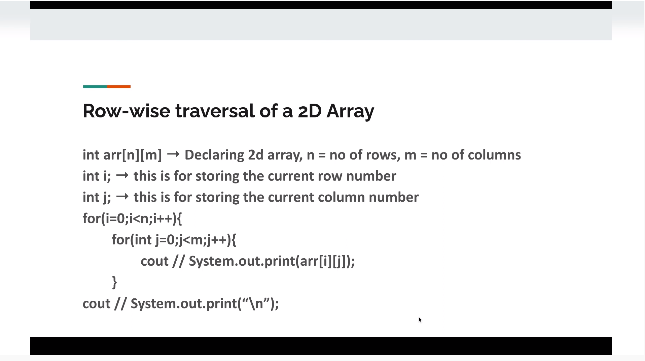 Row-wise traversal of a 2D Array
int arr[n][m] → Declaring 2d array, n = no of rows, m = no of columns
int i; → this is for storing the current row number
int j; → this is for storing the current column number
for(i=0;i<n;i++){
for(int j=0;j<m;j++){
cout // System.out.print(arr[i][j]);
}
cout // System.out.print(“\n”);